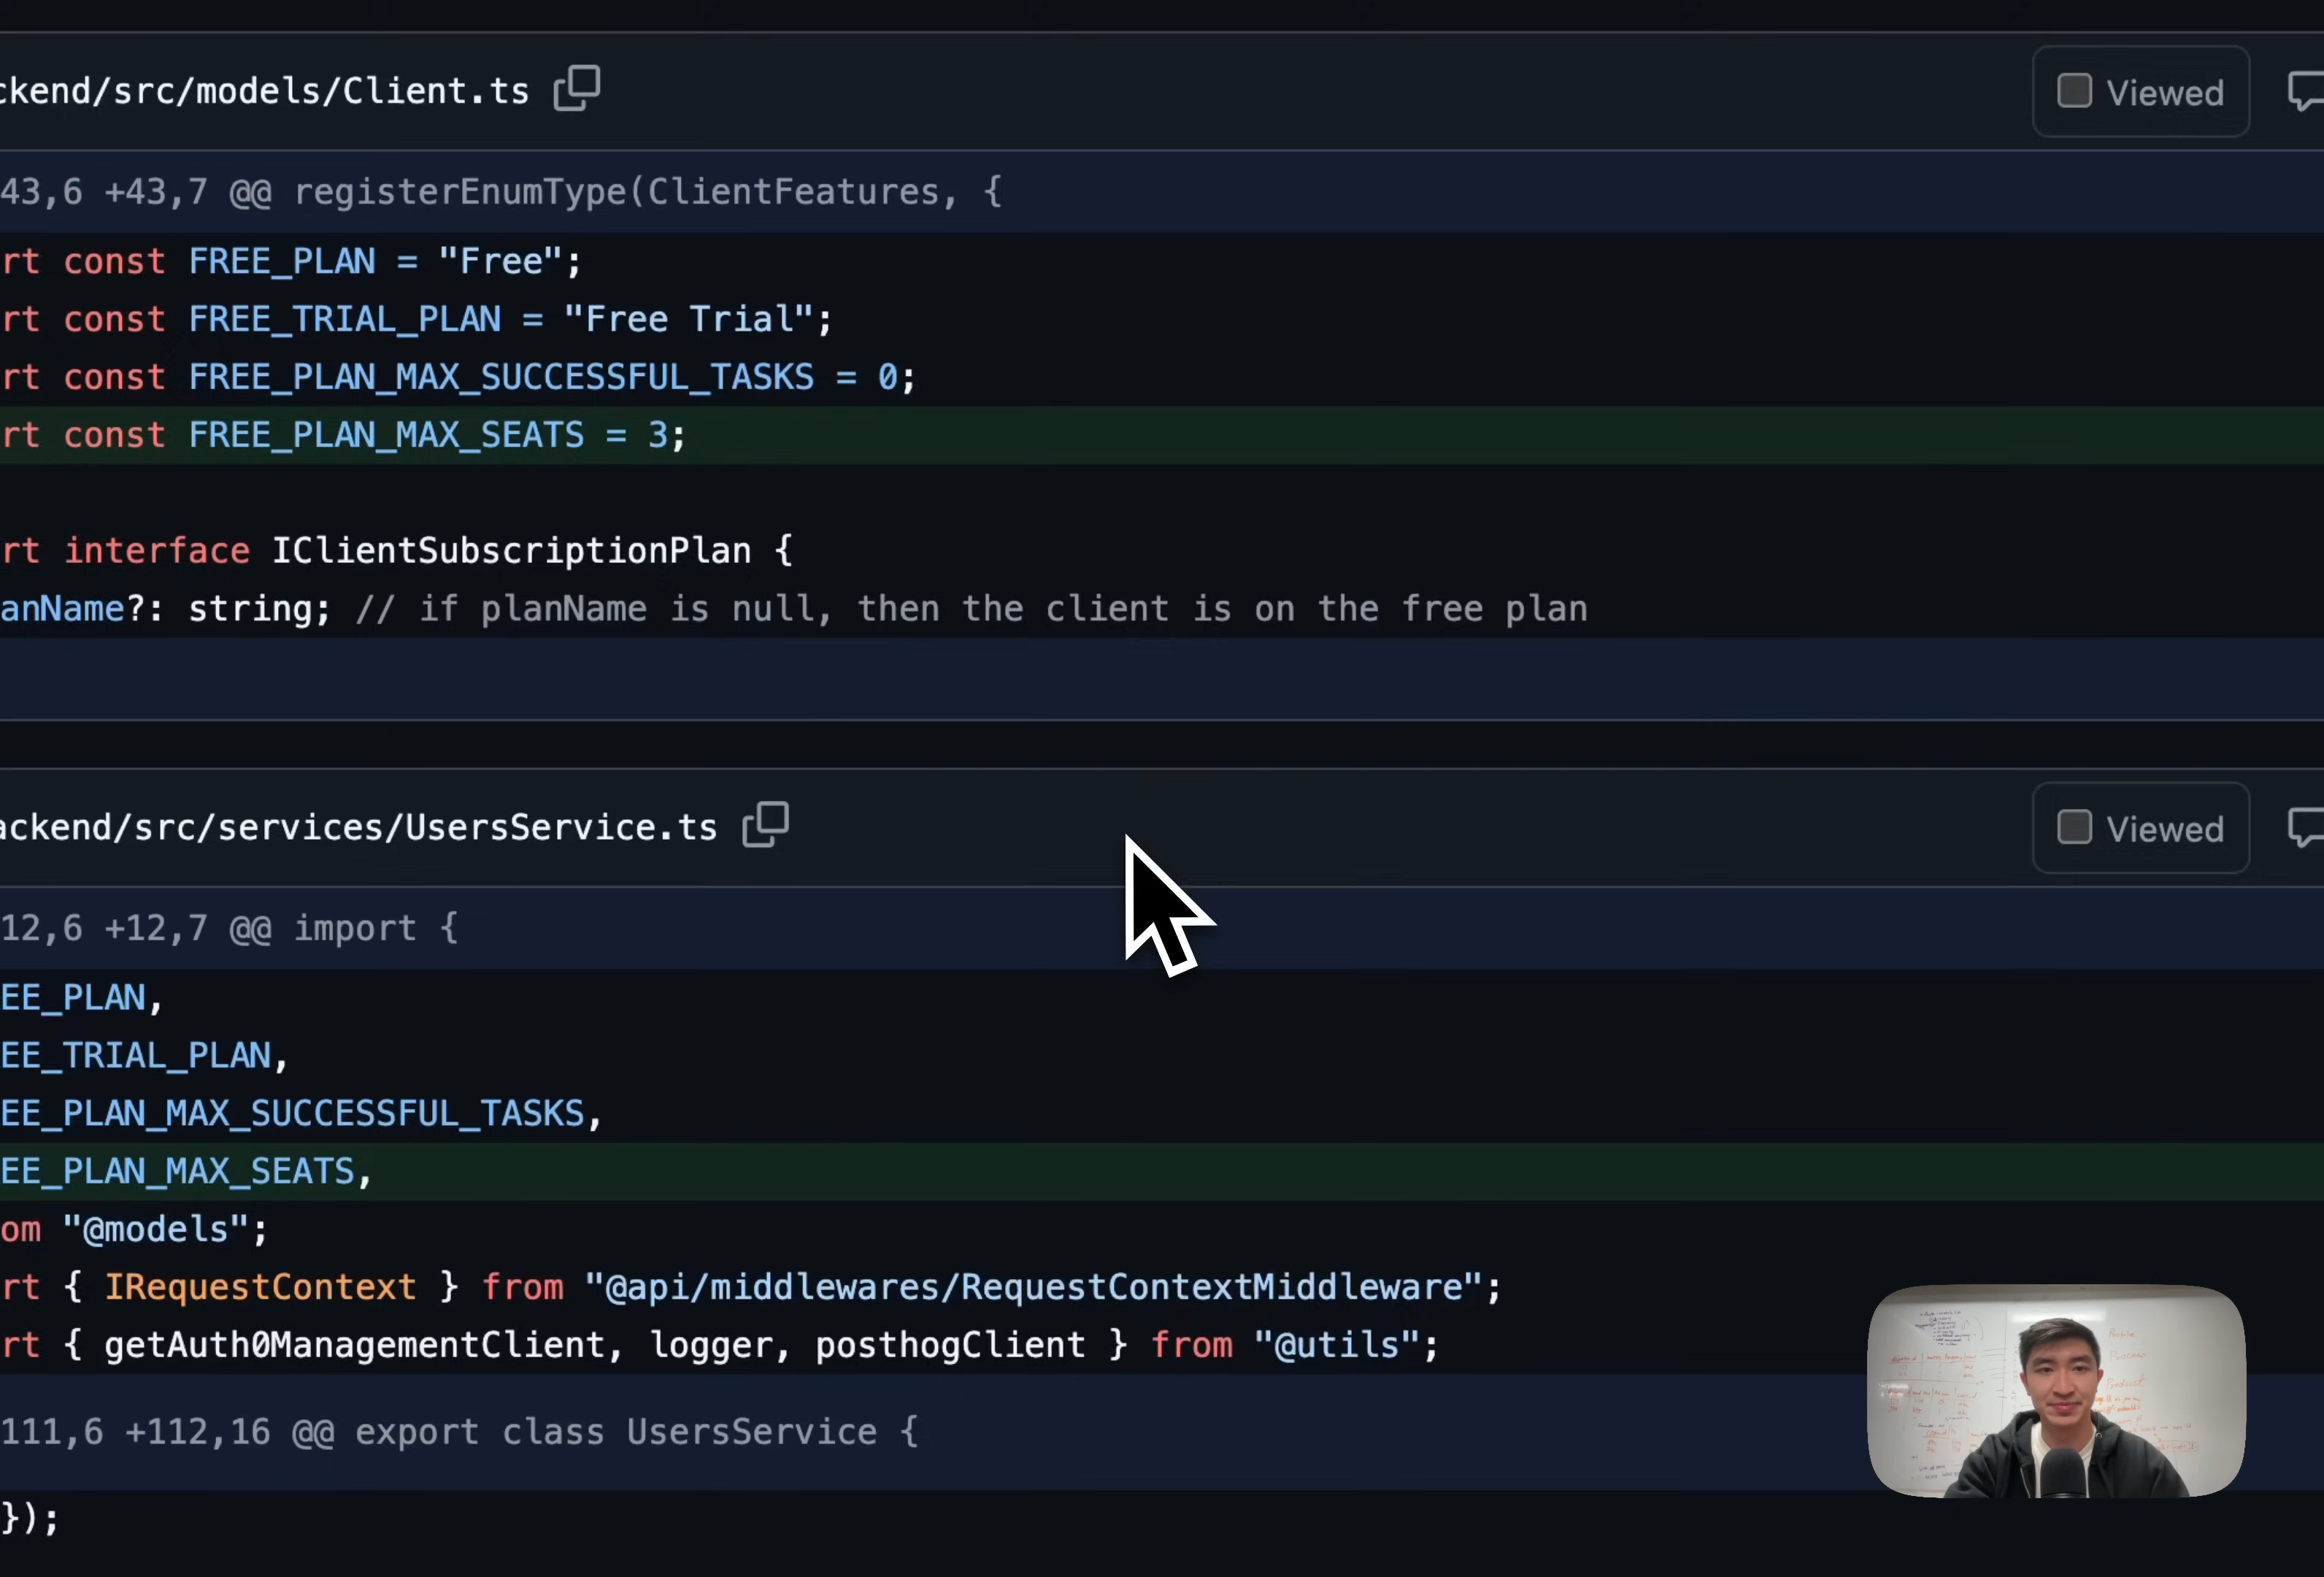 ckend/src/models/Client.ts
Viewed
43,6 +43,7 @@ registerEnumType(ClientFeatures, {
rt const FREE_PLAN = "Free";
rt const FREE_TRIAL_PLAN = "Free Trial";
rt const FREE_PLAN_MAX_SUCCESSFUL_TASKS = 0;
rt const FREE_PLAN_MAX_SEATS = 3;
rt interface IClientSubscriptionPlan {
anName?: string; // if planName is null, then the client is on the free plan
ackend/src/services/UsersService.ts
Viewed
12,6 +12,7 @@ import {
EE_PLAN,
EE_TRIAL_PLAN,
EE_PLAN_MAX_SUCCESSFUL_TASKS,
EE_PLAN_MAX_SEATS,
om "@models";
rt { IRequestContext } from "@api/middlewares/RequestContextMiddleware";
rt { getAuth0ManagementClient, logger, posthogClient } from "@utils";
111,6 +112,16 @@ export class UsersService {
});